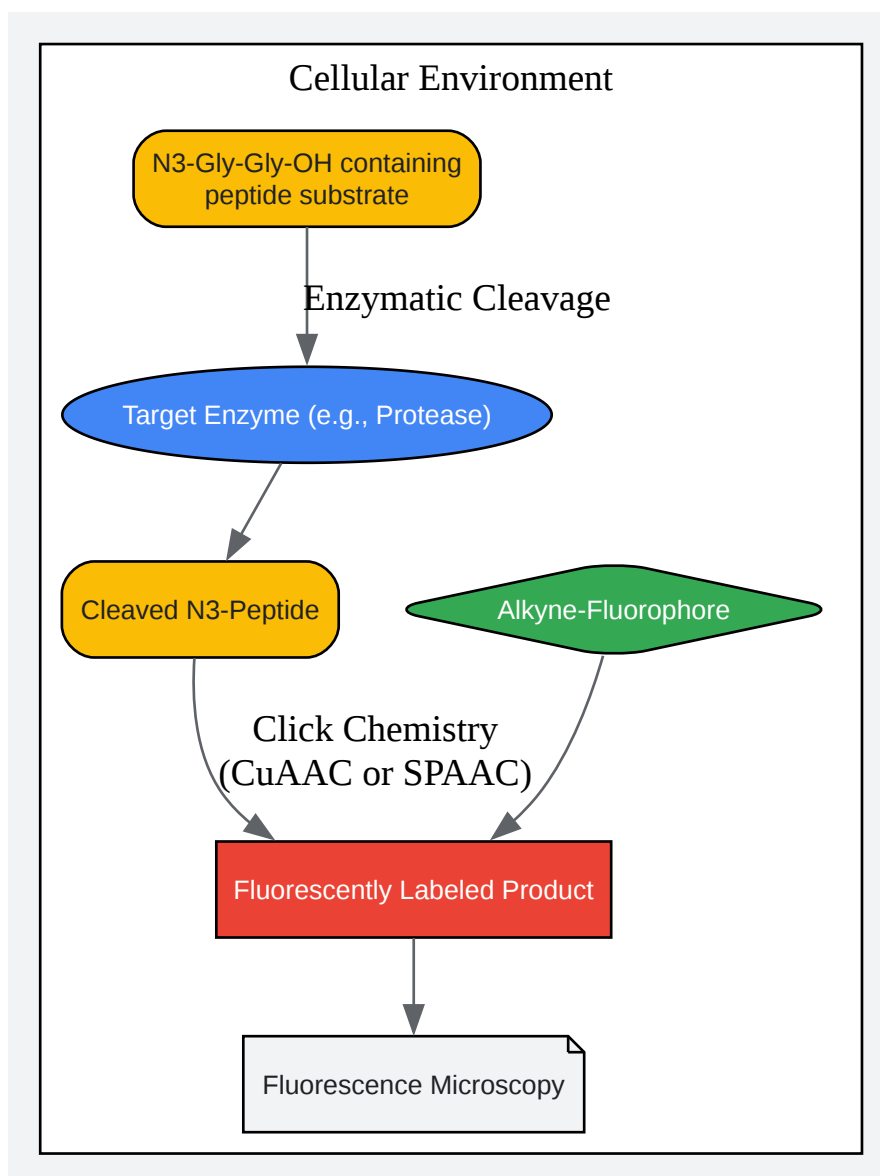 Cellular Environment
N3-Gly-Gly-OH containing
peptide substrate
Enzymatic Cleavage
Target Enzyme (e.g., Protease)
Cleaved N3-Peptide
Alkyne-Fluorophore
Click Chemistry
(CuAAC or SPAAC)
Fluorescently Labeled Product
Fluorescence Microscopy